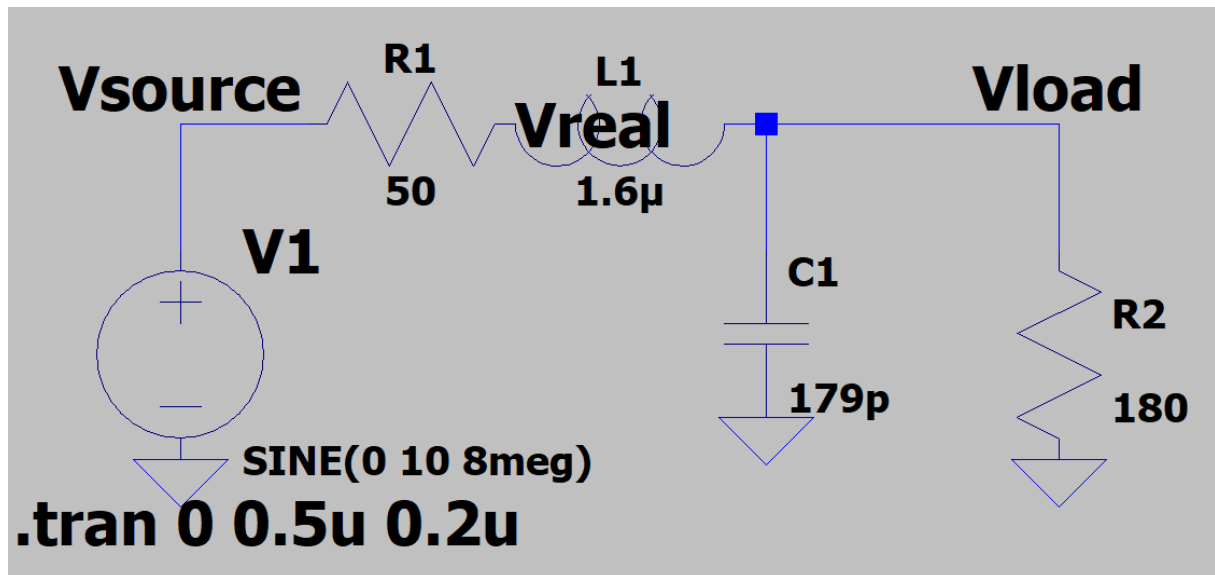 R1
L1
Vsource
Vreal
Vload
50
1.6µ
V1
C1
R2
179p
180
SINE(0 10 8meg)
.tran 0 0.5u 0.2u